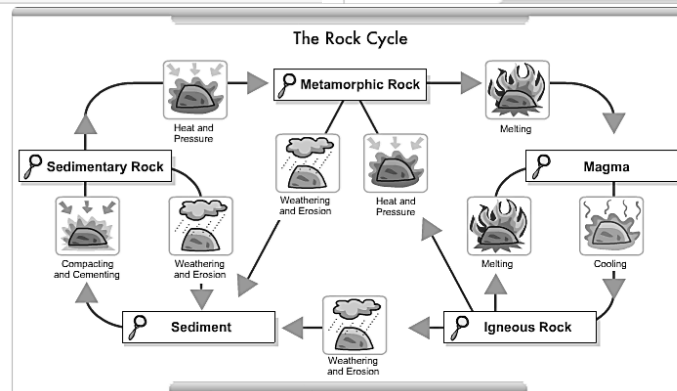 The Rock Cycle
Metamorphic Rock
Heat and
Pressure
Melting
Sedimentary Rock
Weathering
and Erosion
Heat and
Pressure
Magma
Compacting
and Cementing
Weathering
and Erosion
Melting
Cooling
Sediment
Weathering
and Erosion
Igneous Rock